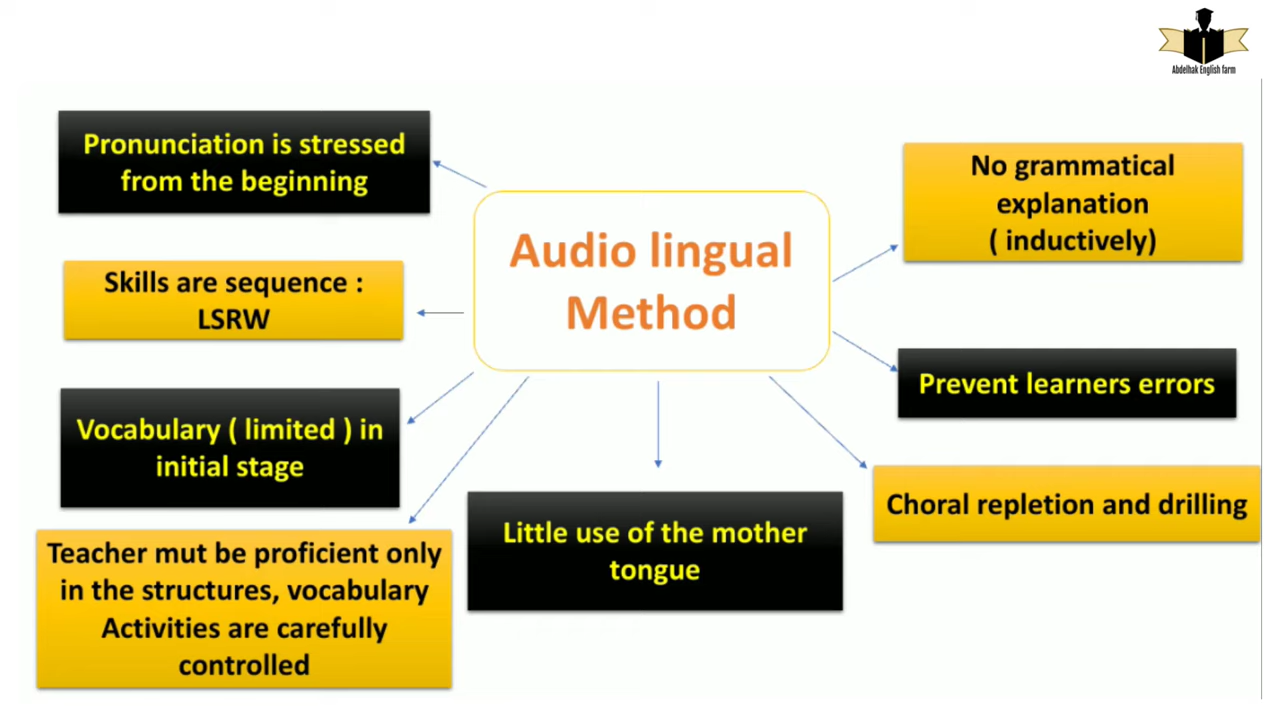 Abdelhak English farm
Pronunciation is stressed
from the beginning
Skills are sequence :
LSRW
Vocabulary ( limited ) in
initial stage
Teacher mut be proficient only
in the structures, vocabulary
Activities are carefully
controlled
Audio lingual
Method
Little use of the mother
tongue
No grammatical
explanation
( inductively)
Prevent learners errors
Choral repletion and drilling